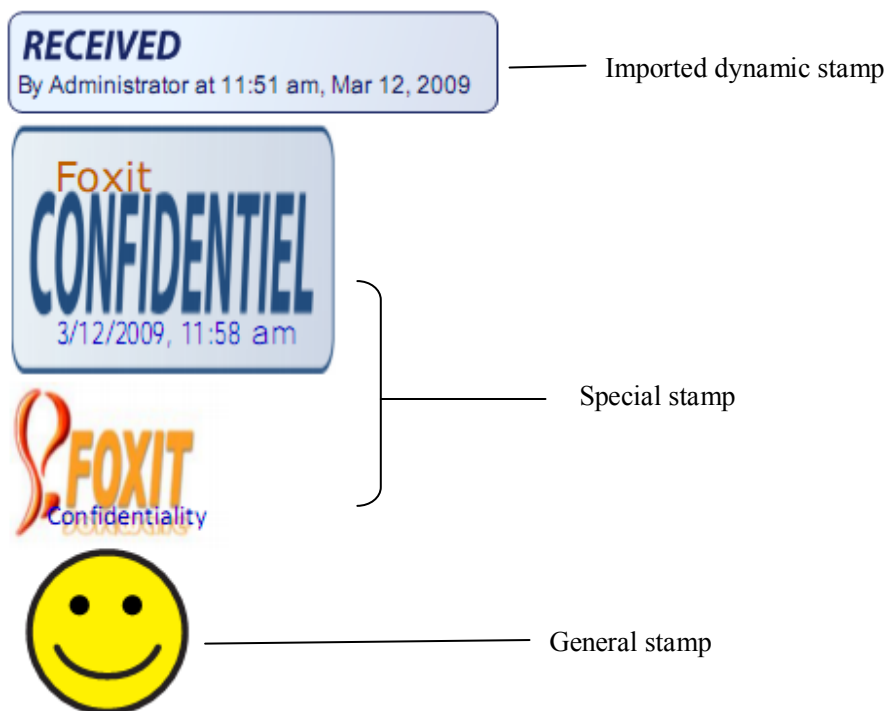 RECEIVED
By Administrator at 11:51 am, Mar 12, 2009
Imported dynamic stamp
Foxit
CONFIDENTIEL
3/12/2009, 11:58 am
Special stamp
FOXIT
Confidentiality
General stamp